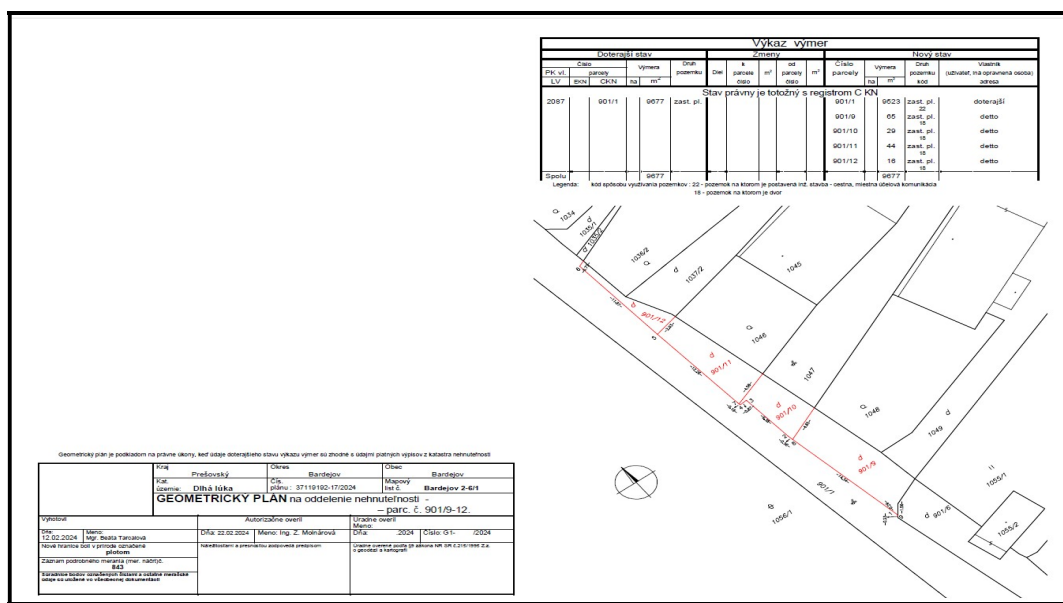 Výkaz výmer
Doterajší stav Zmeny Nový stav
Číslo Výmera Druh pozemku Diel k parcele číslo m² od parcely číslo m² Číslo parcely Výmera Druh pozemku kód Vlastník (užívateľ, iná oprávnená osoba) adresa
PK vl. parcely
LV EKN CKN ha m² ha m²
Stav právny je totožný s registrom C KN
2087 901/1 9677 zast. pl. 901/1 9523 zast. pl. doterajší
22
901/9 65 zast. pl. detto
18
901/10 29 zast. pl. detto
18
901/11 44 zast. pl. detto
18
901/12 16 zast. pl. detto
18
Spolu 9677 9677
Legenda: kód spôsobu využívania pozemkov : 22 - pozemok na ktorom je postavená inž. stavba - cestna, miestna účelová komunikácia
18 - pozemok na ktorom je dvor
1034
1035/1
1035/2
1036/2
1037/2
1045
901/12
1046
901/11
1047
901/10
1048
901/9
1049
901/1
1056/1
901/6
1055/1
1055/2
Geometrický plán je podkladom na právne úkony, keď údaje doterajšieho stavu výkazu výmer sú zhodné s údajmi platných výpisov z katastra nehnuteľností
Kraj Prešovský Okres Bardejov Obec Bardejov
Kat. územie: Dlhá lúka Čís. plánu : 37119192-17/2024 Mapový list č. Bardejov 2-6/1
GEOMETRICKÝ PLÁN na oddelenie nehnuteľností -
– parc. č. 901/9-12.
Vyhotovil Autorizačne overil Úradne overil
Meno:
Dňa: 12.02.2024 Meno: Mgr. Beáta Tarcalová Dňa: 22.02.2024 Meno: Ing. Z. Molnárová Dňa: .2024 Číslo: G1- /2024
Nové hranice boli v prírode označené
plotom
Náležitosťami a presnosťou zodpovedá predpisom
Úradne overené podľa §9 zákona NR SR č.215/1995 Z.z. o geodézii a kartografii
Záznam podrobného merania (mer. náčrt)č.
843
Súradnice bodov označených číslami a ostatné meračské údaje sú uložené vo všeobecnej dokumentácii